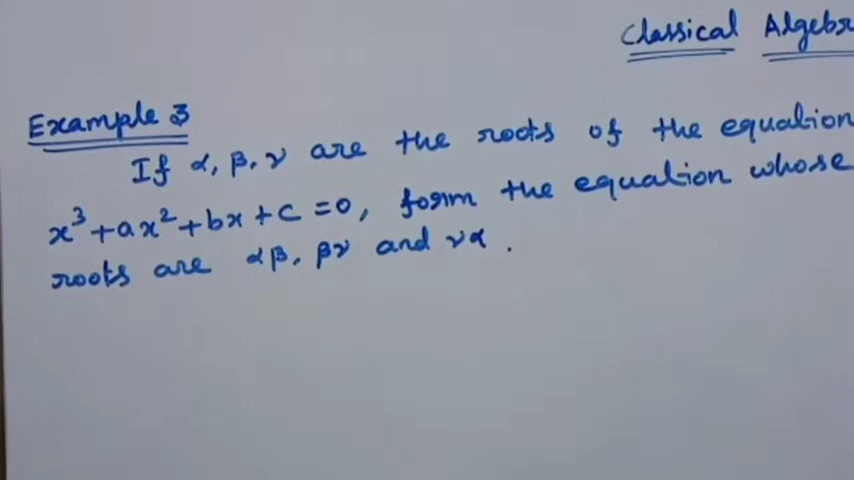 Classical Algebr
Example 3
If α, β, γ are the roots of the equation
x³+ax²+bx+c=0, form the equation whose
roots are αβ, βγ and γα.